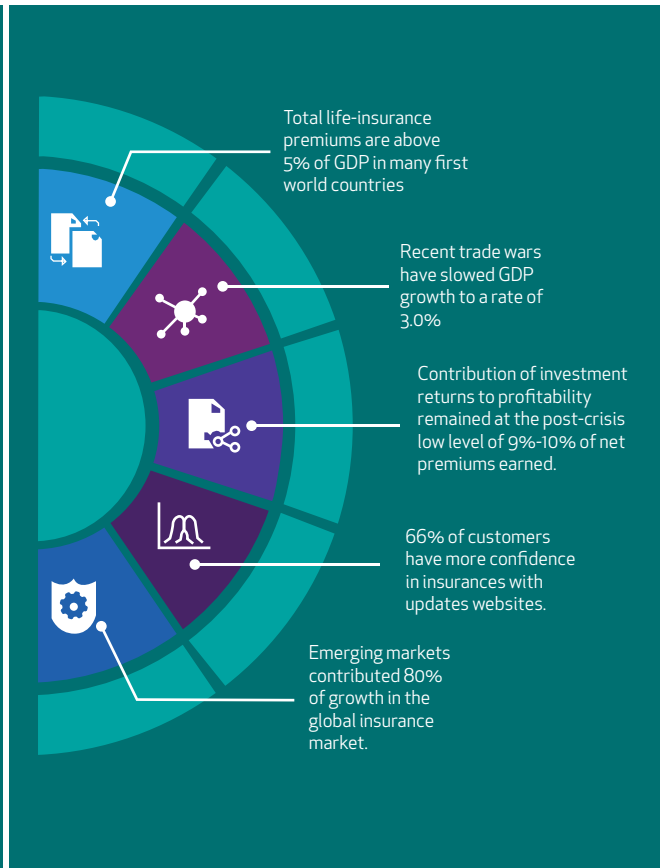 Total life-insurance
premiums are above
5% of GDP in many first
world countries
Recent trade wars
have slowed GDP
growth to a rate of
3.0%
Contribution of investment
returns to profitability
remained at the post-crisis
low level of 9%-10% of net
premiums earned.
66% of customers
have more confidence
in insurances with
updates websites.
Emerging markets
contributed 80%
of growth in the
global insurance
market.